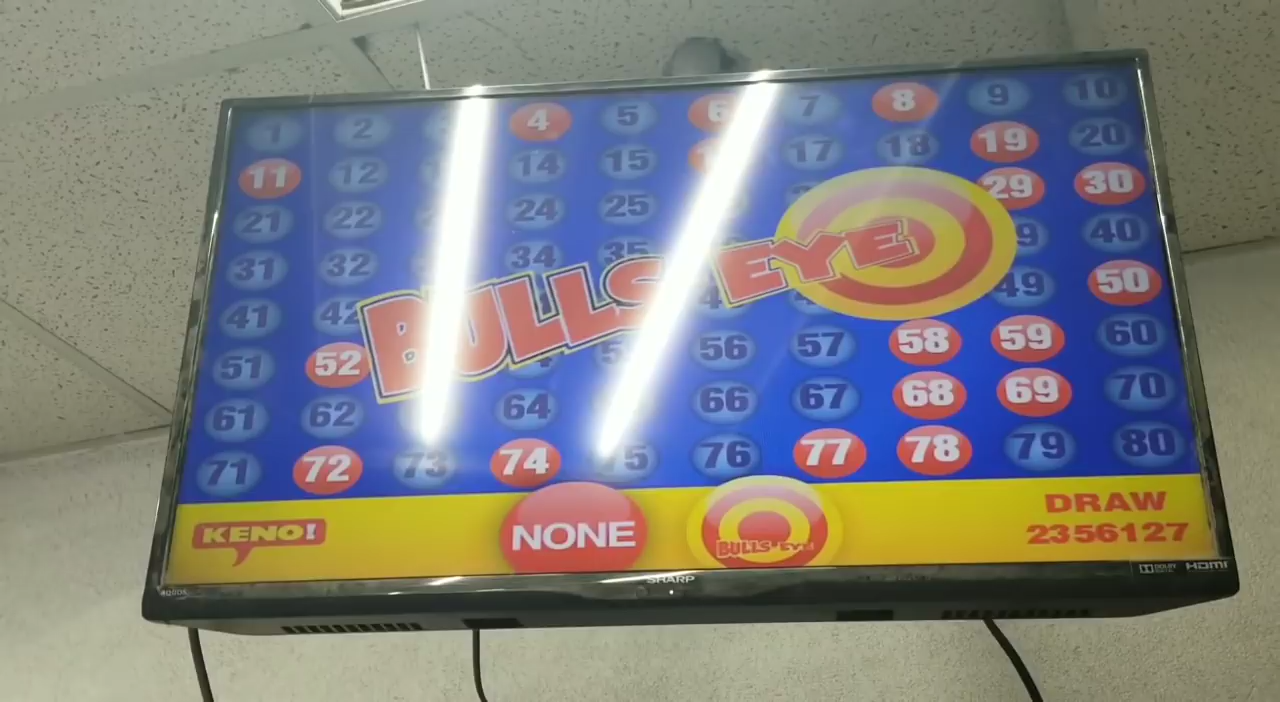 1 2 4 5 6 7 8 9 10
11 12 14 15 17 18 19 20
21 22 24 25 29 30
31 32 34 35 40
41 49 50
51 52 56 57 58 59 60
61 62 64 66 67 68 69 70
71 72 73 74 75 76 77 78 79 80
BULLS EYE
KENO!
NONE
BULLS EYE
DRAW
2356127
SHARP
AQUOS
DOLBY
HDMI